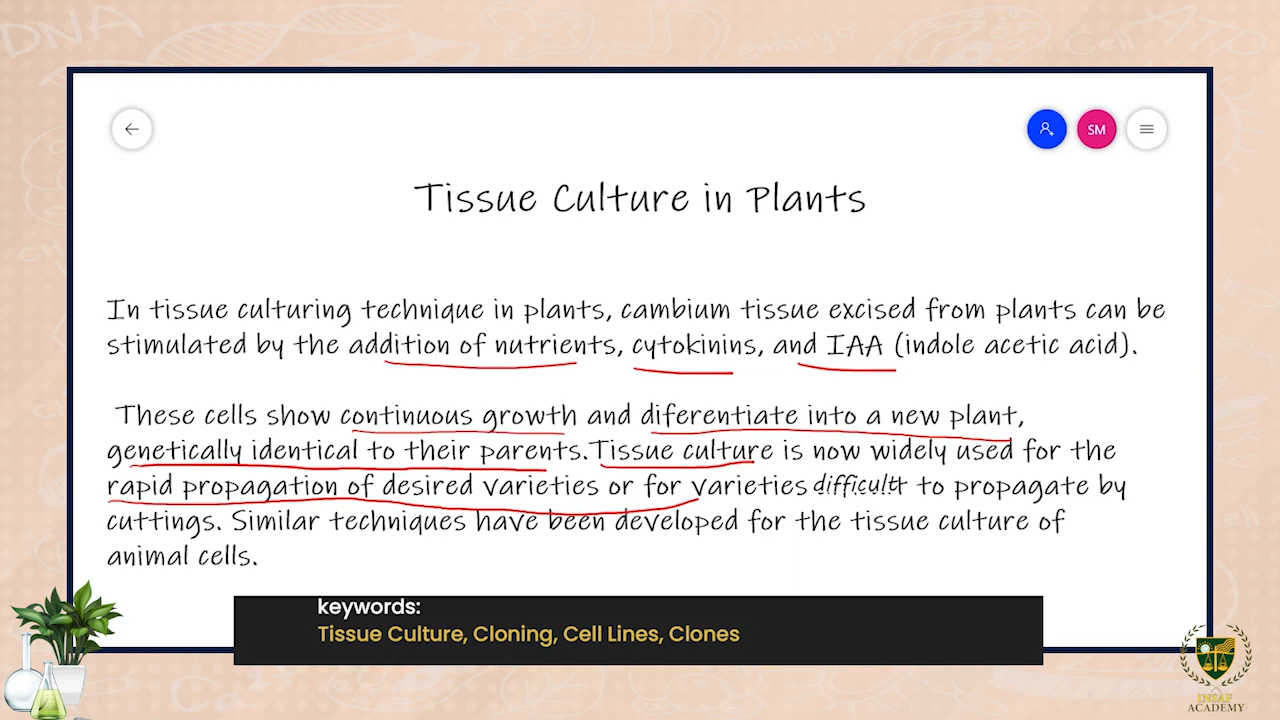 DNA
embryo
Cell
SM
Tissue Culture in Plants
In tissue culturing technique in plants, cambium tissue excised from plants can be
stimulated by the addition of nutrients, cytokinins, and IAA (indole acetic acid).
These cells show continuous growth and diferentiate into a new plant,
genetically identical to their parents.Tissue culture is now widely used for the
rapid propagation of desired varieties or for varieties difficult to propagate by
cuttings. Similar techniques have been developed for the tissue culture of
animal cells.
keywords:
Tissue Culture, Cloning, Cell Lines, Clones
INSAF
ACADEMY